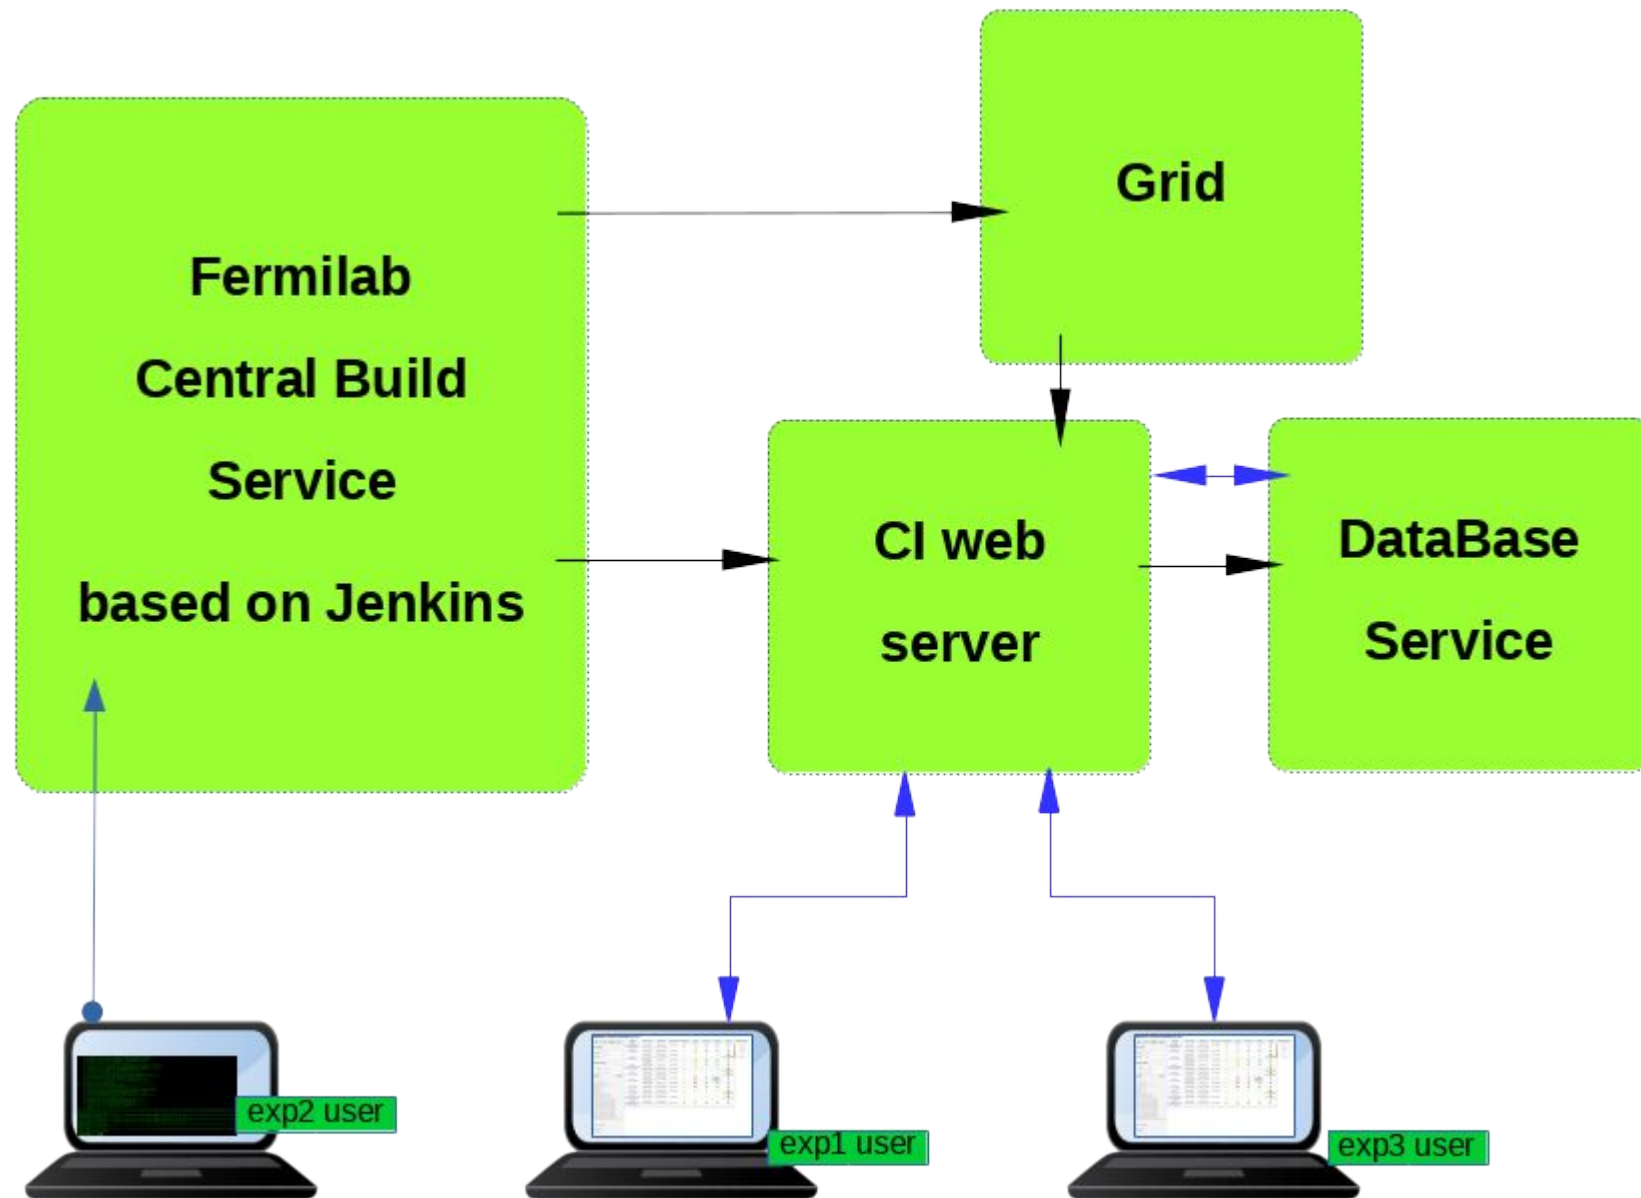 Grid
Fermilab
Central Build
Service
based on Jenkins
CI web
server
DataBase
Service
exp2 user
exp1 user
exp3 user